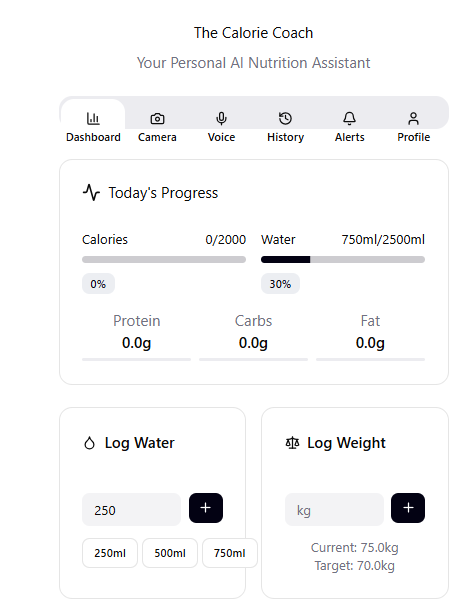 The Calorie Coach
Your Personal AI Nutrition Assistant
Dashboard Camera Voice History Alerts Profile
Today's Progress
Calories 0/2000 Water 750ml/2500ml
0% 30%
Protein Carbs Fat
0.0g 0.0g 0.0g
Log Water Log Weight
250 + kg +
250ml 500ml 750ml
Current: 75.0kg
Target: 70.0kg